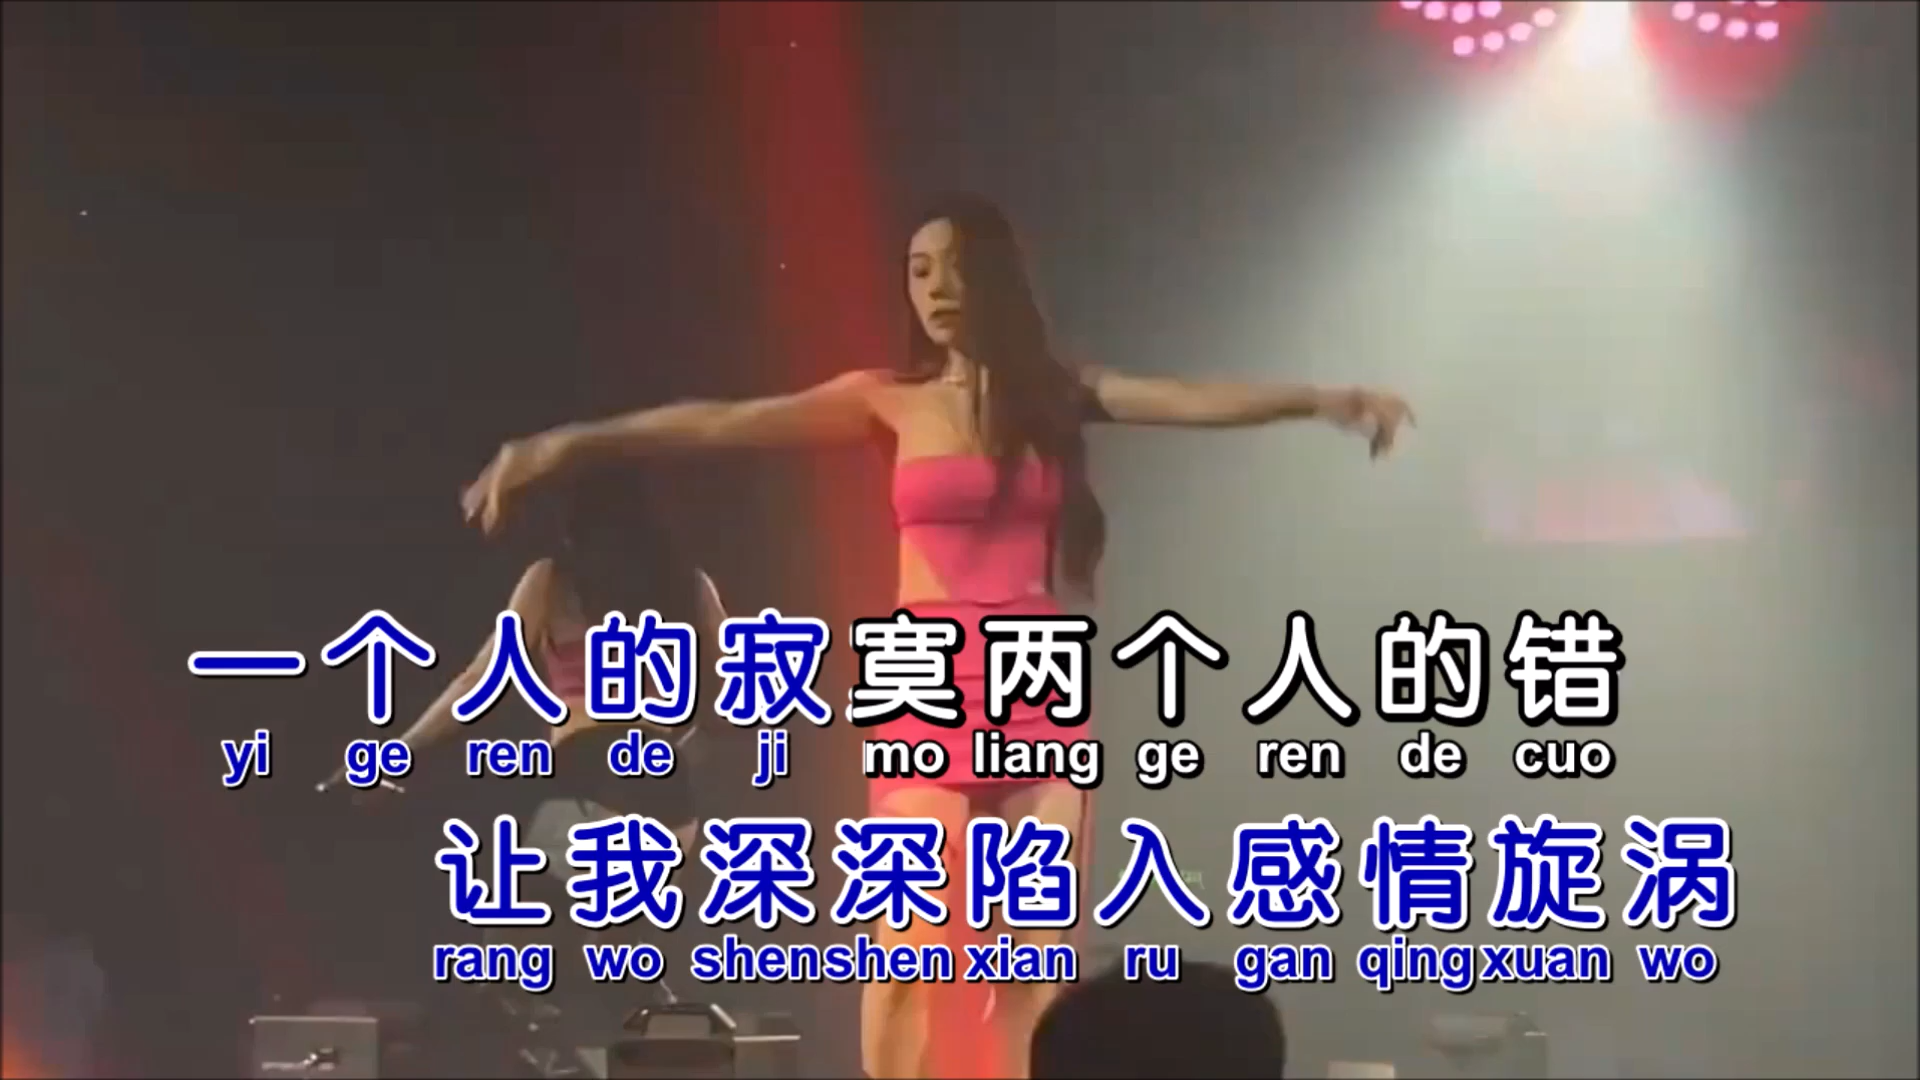 一个人的寂寞两个人的错
yi ge ren de ji mo liang ge ren de cuo
让我深深陷入感情旋涡
rang wo shen shen xian ru gan qing xuan wo